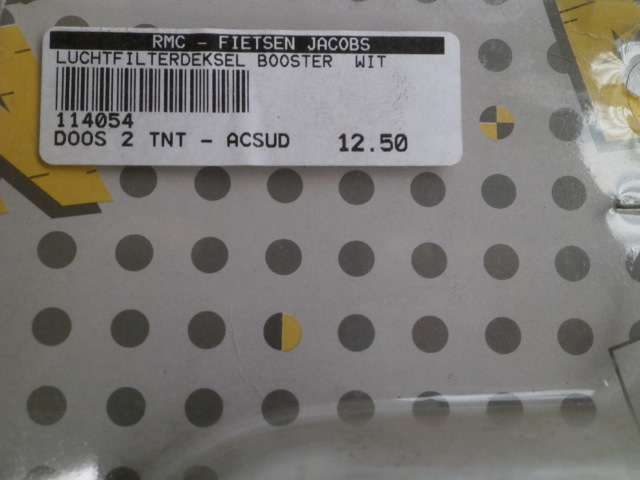 RMC - FIETSEN JACOBS
LUCHTFILTERDEKSEL BOOSTER WIT
114054
DOOS 2 TNT - ACSUD 12.50